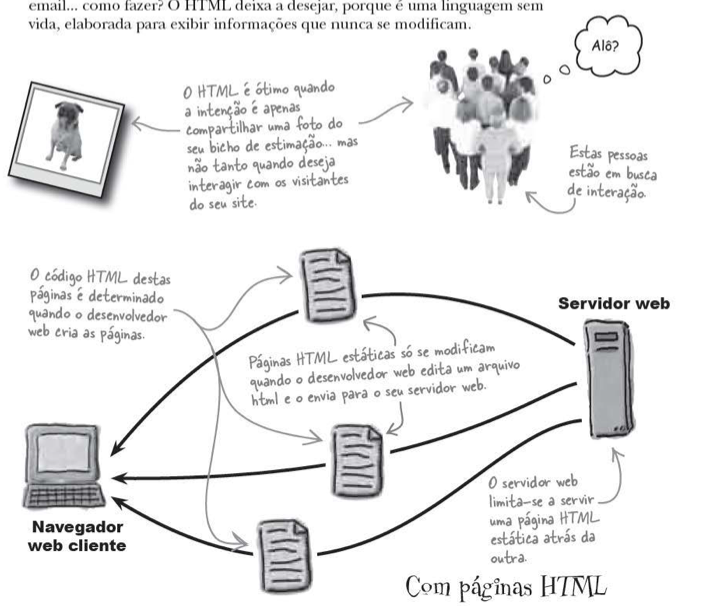 email... como fazer? O HTML deixa a desejar, porque é uma linguagem sem
vida, elaborada para exibir informações que nunca se modificam.
Alô?
O HTML é ótimo quando
a intenção é apenas
compartilhar uma foto do
seu bicho de estimação... mas
não tanto quando deseja
interagir com os visitantes
do seu site.
Estas pessoas
estão em busca
de interação.
O código HTML destas
páginas é determinado
quando o desenvolvedor
web cria as páginas.
Servidor web
Páginas HTML estáticas só se modificam
quando o desenvolvedor web edita um arquivo
html e o envia para o seu servidor web.
Navegador
web cliente
O servidor web
limita-se a servir
uma página HTML
estática atrás da
outra.
Com páginas HTML